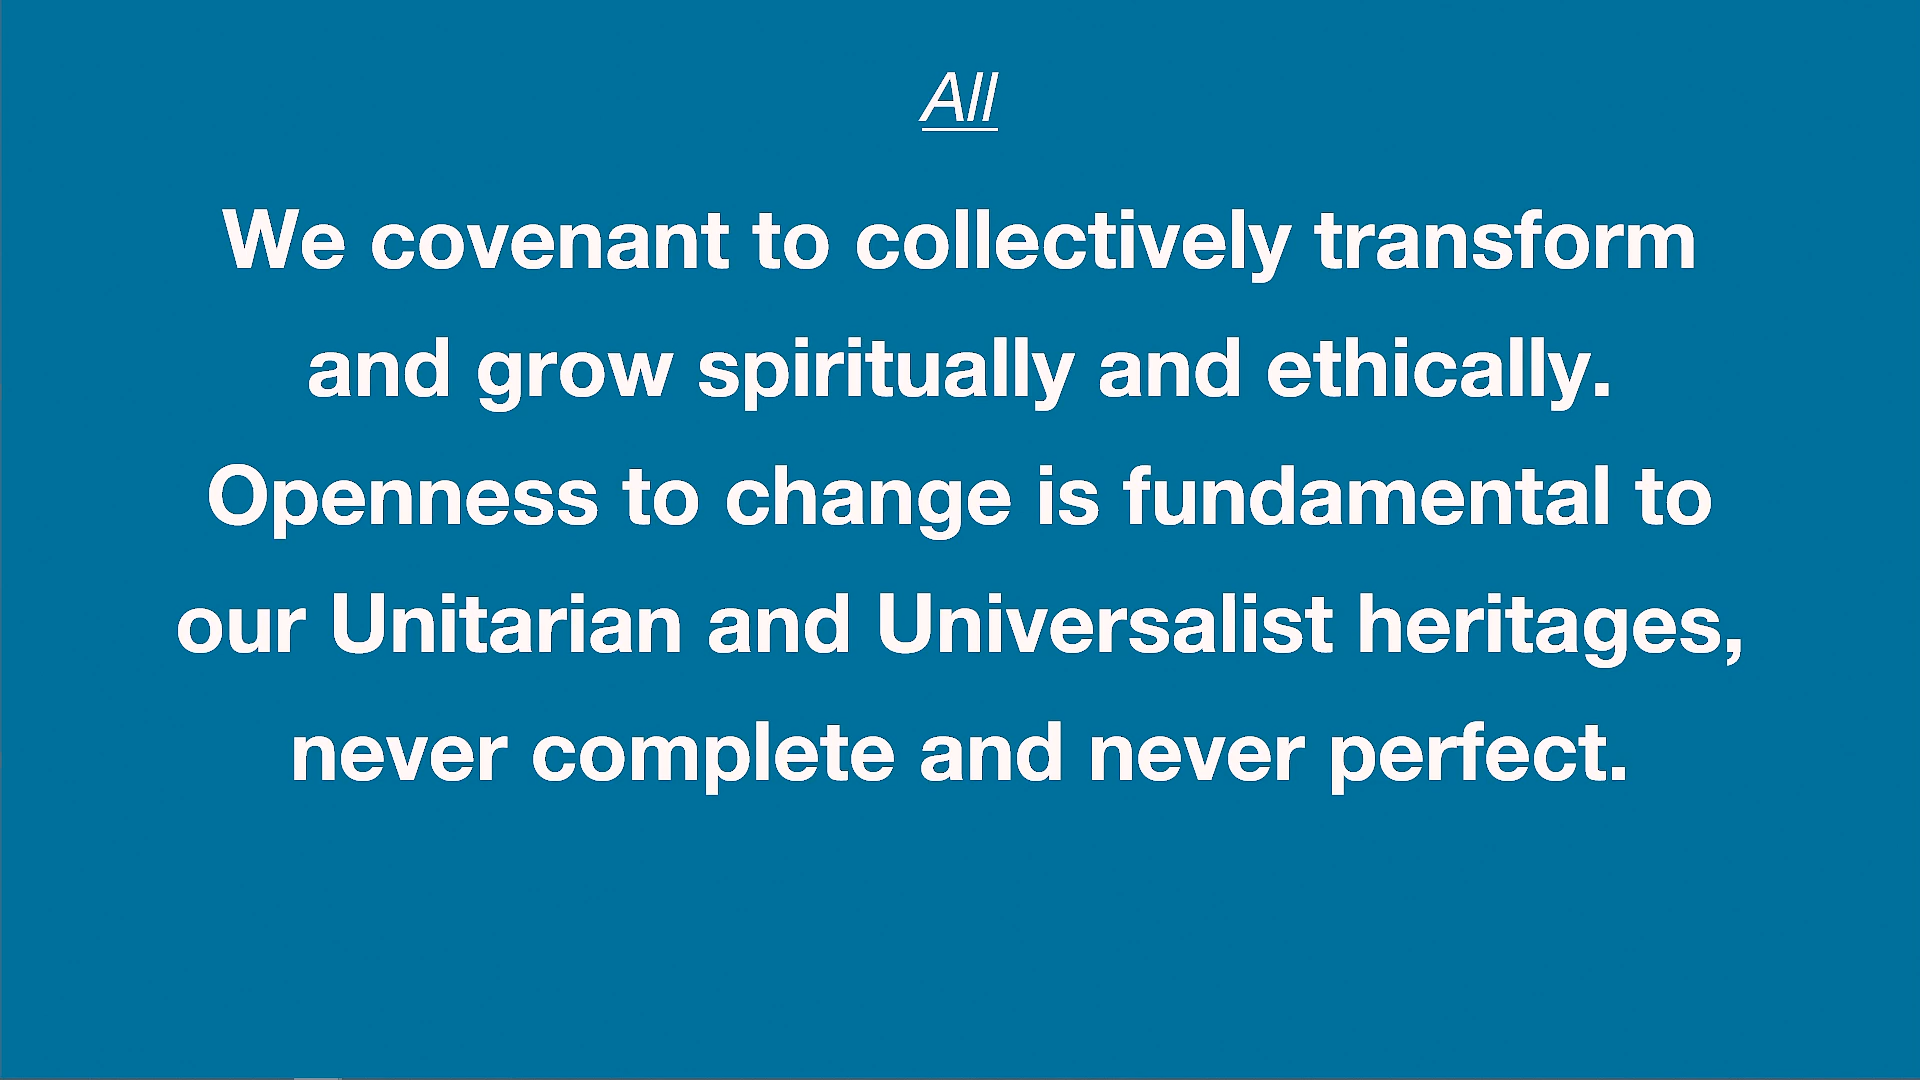 All
We covenant to collectively transform
and grow spiritually and ethically.
Openness to change is fundamental to
our Unitarian and Universalist heritages,
never complete and never perfect.